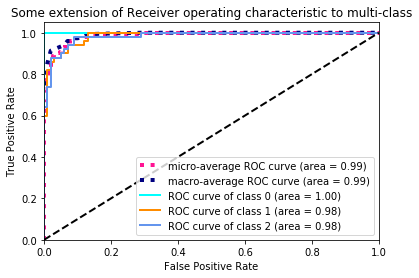 Some extension of Receiver operating characteristic to multi-class
1.0
0.8
0.6
0.4
0.2
0.0
True Positive Rate
micro-average ROC curve (area = 0.99)
macro-average ROC curve (area = 0.99)
ROC curve of class 0 (area = 1.00)
ROC curve of class 1 (area = 0.98)
ROC curve of class 2 (area = 0.98)
0.0 0.2 0.4 0.6 0.8 1.0
False Positive Rate